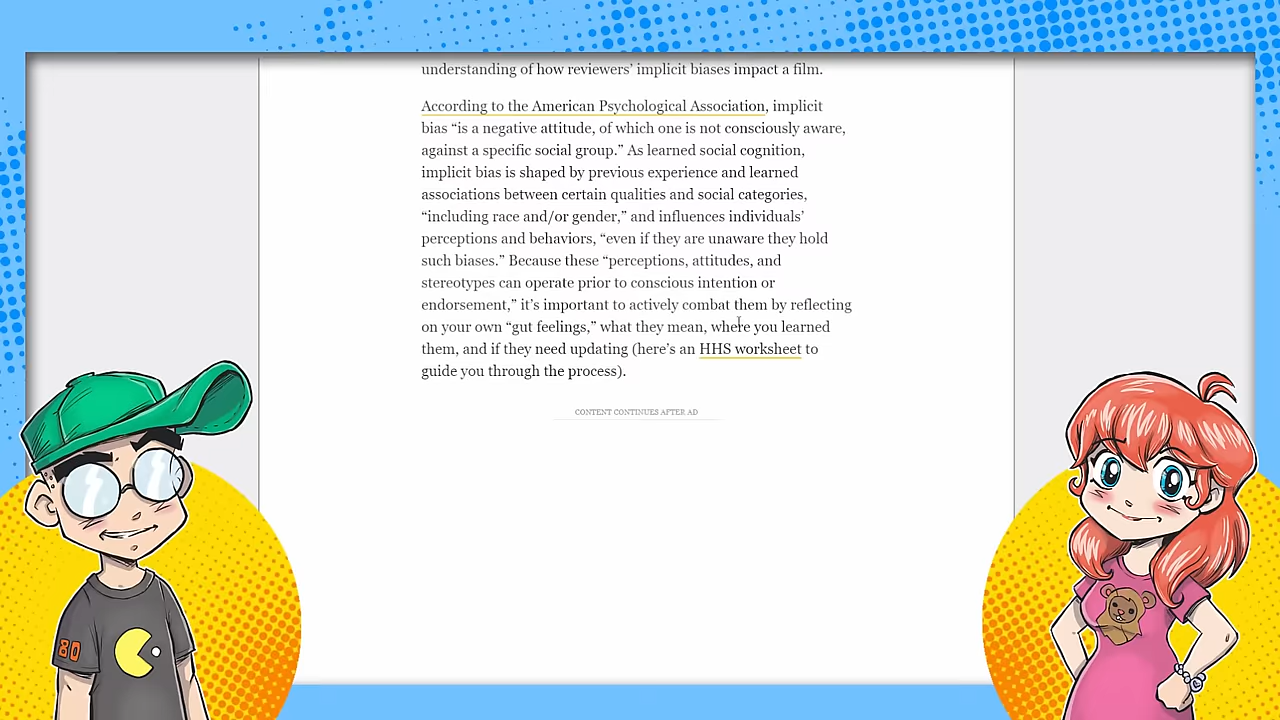 understanding of how reviewers’ implicit biases impact a film.
According to the American Psychological Association, implicit
bias “is a negative attitude, of which one is not consciously aware,
against a specific social group.” As learned social cognition,
implicit bias is shaped by previous experience and learned
associations between certain qualities and social categories,
“including race and/or gender,” and influences individuals’
perceptions and behaviors, “even if they are unaware they hold
such biases.” Because these “perceptions, attitudes, and
stereotypes can operate prior to conscious intention or
endorsement,” it’s important to actively combat them by reflecting
on your own “gut feelings,” what they mean, where you learned
them, and if they need updating (here’s an HHS worksheet to
guide you through the process).
CONTENT CONTINUES AFTER AD
80